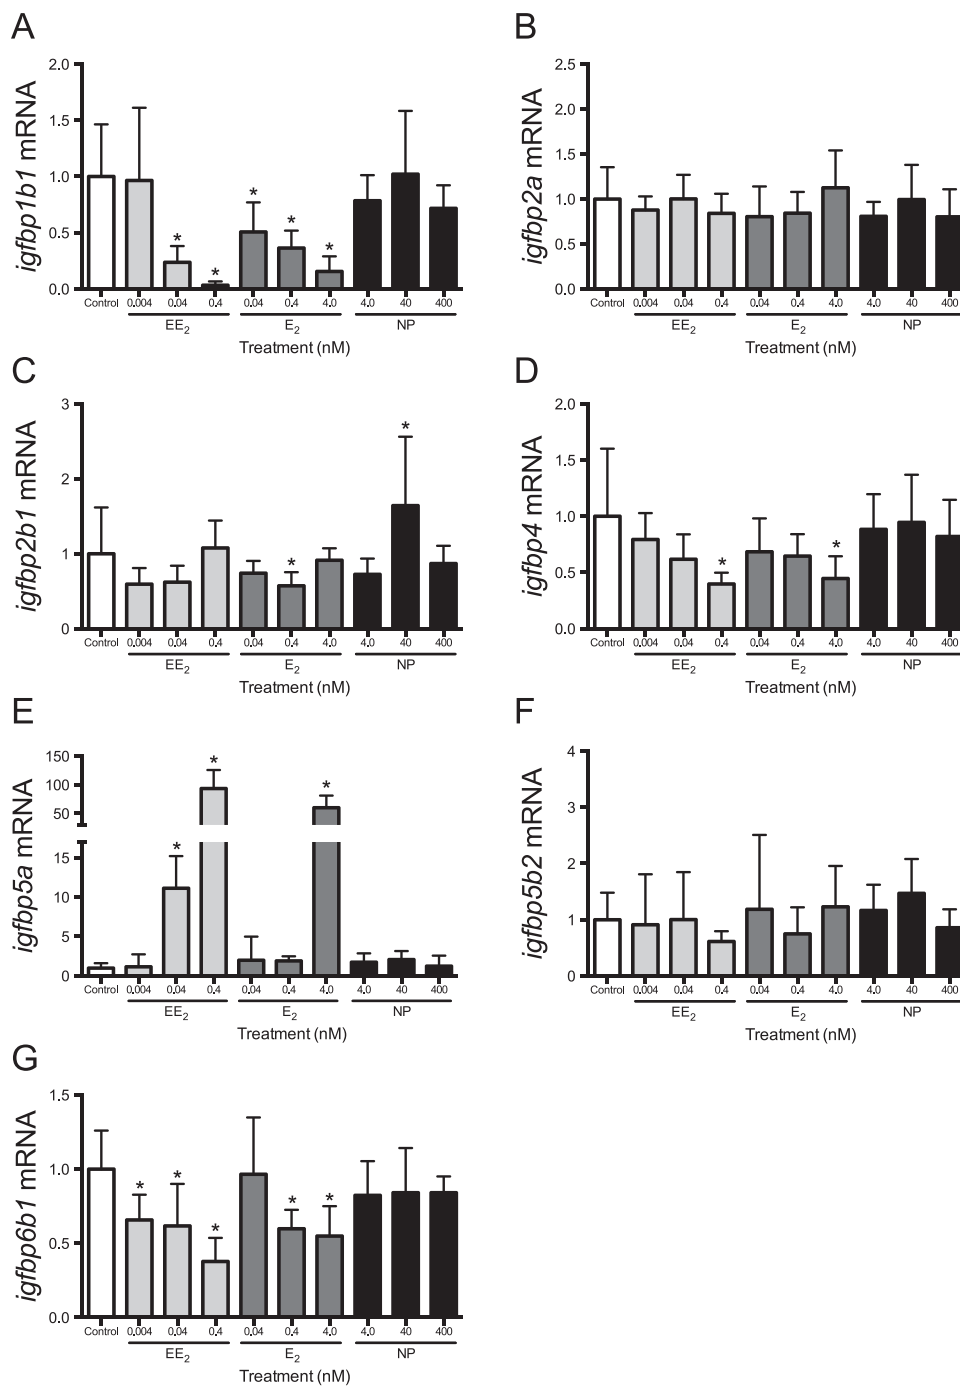 A
igfbp1b1 mRNA
2.0
1.5
1.0
0.5
0.0
Control 0.004 0.04 0.4 0.04 0.4 4.0 4.0 40 400
EE2 E2 NP
Treatment (nM)
B
igfbp2a mRNA
2.5
2.0
1.5
1.0
0.5
0.0
Control 0.004 0.04 0.4 0.04 0.4 4.0 4.0 40 400
EE2 E2 NP
Treatment (nM)
C
igfbp2b1 mRNA
3
2
1
0
Control 0.004 0.04 0.4 0.04 0.4 4.0 4.0 40 400
EE2 E2 NP
Treatment (nM)
D
igfbp4 mRNA
2.0
1.5
1.0
0.5
0.0
Control 0.004 0.04 0.4 0.04 0.4 4.0 4.0 40 400
EE2 E2 NP
Treatment (nM)
E
igfbp5a mRNA
150
100
50
15
10
5
0
Control 0.004 0.04 0.4 0.04 0.4 4.0 4.0 40 400
EE2 E2 NP
Treatment (nM)
F
igfbp5b2 mRNA
4
3
2
1
0
Control 0.004 0.04 0.4 0.04 0.4 4.0 4.0 40 400
EE2 E2 NP
Treatment (nM)
G
igfbp6b1 mRNA
1.5
1.0
0.5
0.0
Control 0.004 0.04 0.4 0.04 0.4 4.0 4.0 40 400
EE2 E2 NP
Treatment (nM)